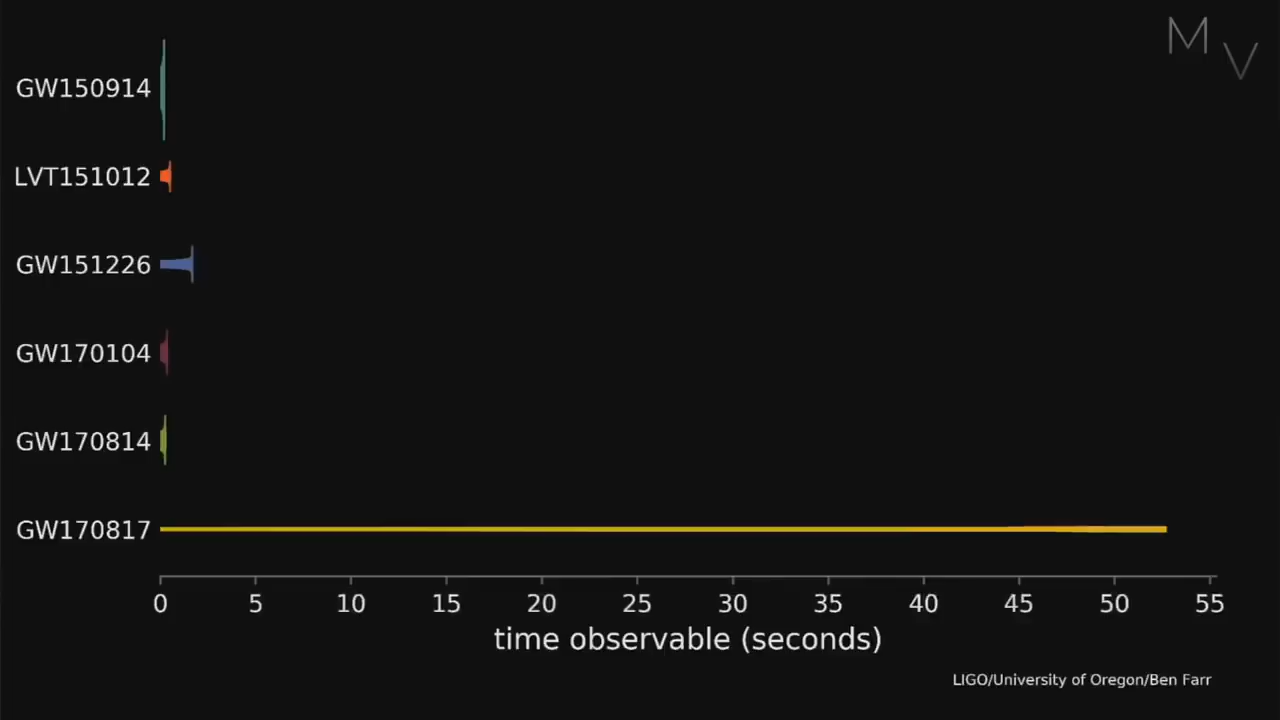 M V
GW150914
LVT151012
GW151226
GW170104
GW170814
GW170817
0 5 10 15 20 25 30 35 40 45 50 55
time observable (seconds)
LIGO/University of Oregon/Ben Farr